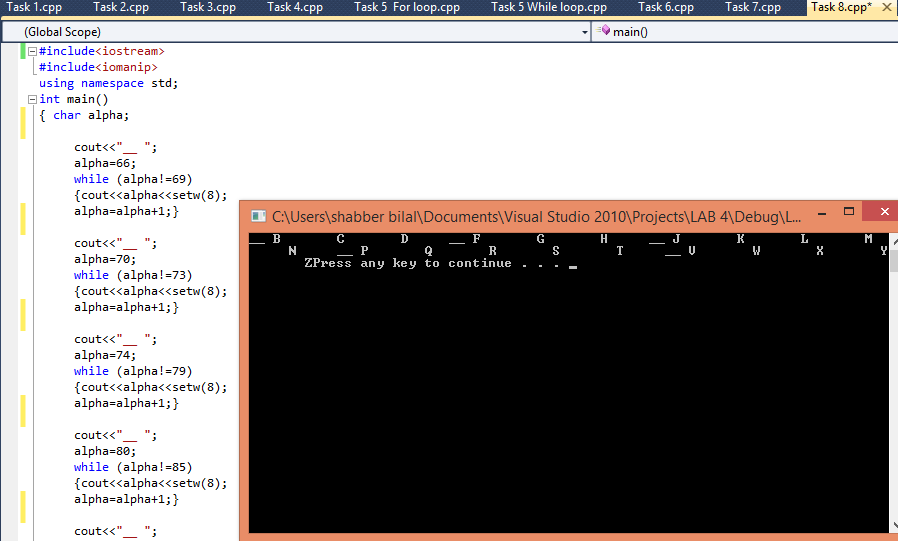 Task 1.cpp Task 2.cpp Task 3.cpp Task 4.cpp Task 5 For loop.cpp Task 5 While loop.cpp Task 6.cpp Task 7.cpp Task 8.cpp*
(Global Scope) main()
#include<iostream>
#include<iomanip>
using namespace std;
int main()
{ char alpha;
cout<<"__ ";
alpha=66;
while (alpha!=69)
{cout<<alpha<<setw(8);
alpha=alpha+1;}
cout<<"__ ";
alpha=70;
while (alpha!=73)
{cout<<alpha<<setw(8);
alpha=alpha+1;}
cout<<"__ ";
alpha=74;
while (alpha!=79)
{cout<<alpha<<setw(8);
alpha=alpha+1;}
cout<<"__ ";
alpha=80;
while (alpha!=85)
{cout<<alpha<<setw(8);
alpha=alpha+1;}
cout<<"__ ";
C:\Users\shabber bilal\Documents\Visual Studio 2010\Projects\LAB 4\Debug\L...
__ B C D __ F G H __ J K L M
N __ P Q R S T __ V W X Y
ZPress any key to continue . . . _